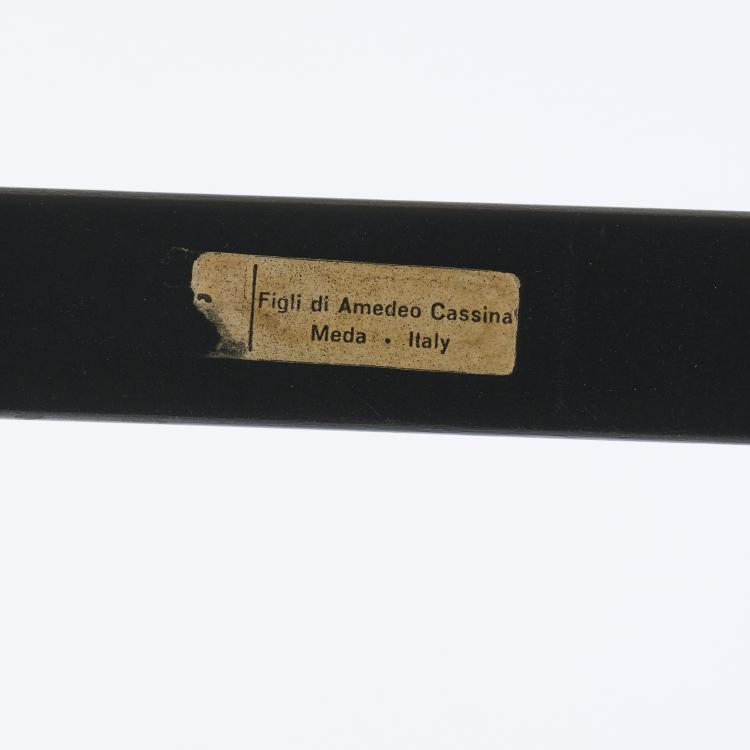 Figli di Amedeo Cassina
Meda • Italy